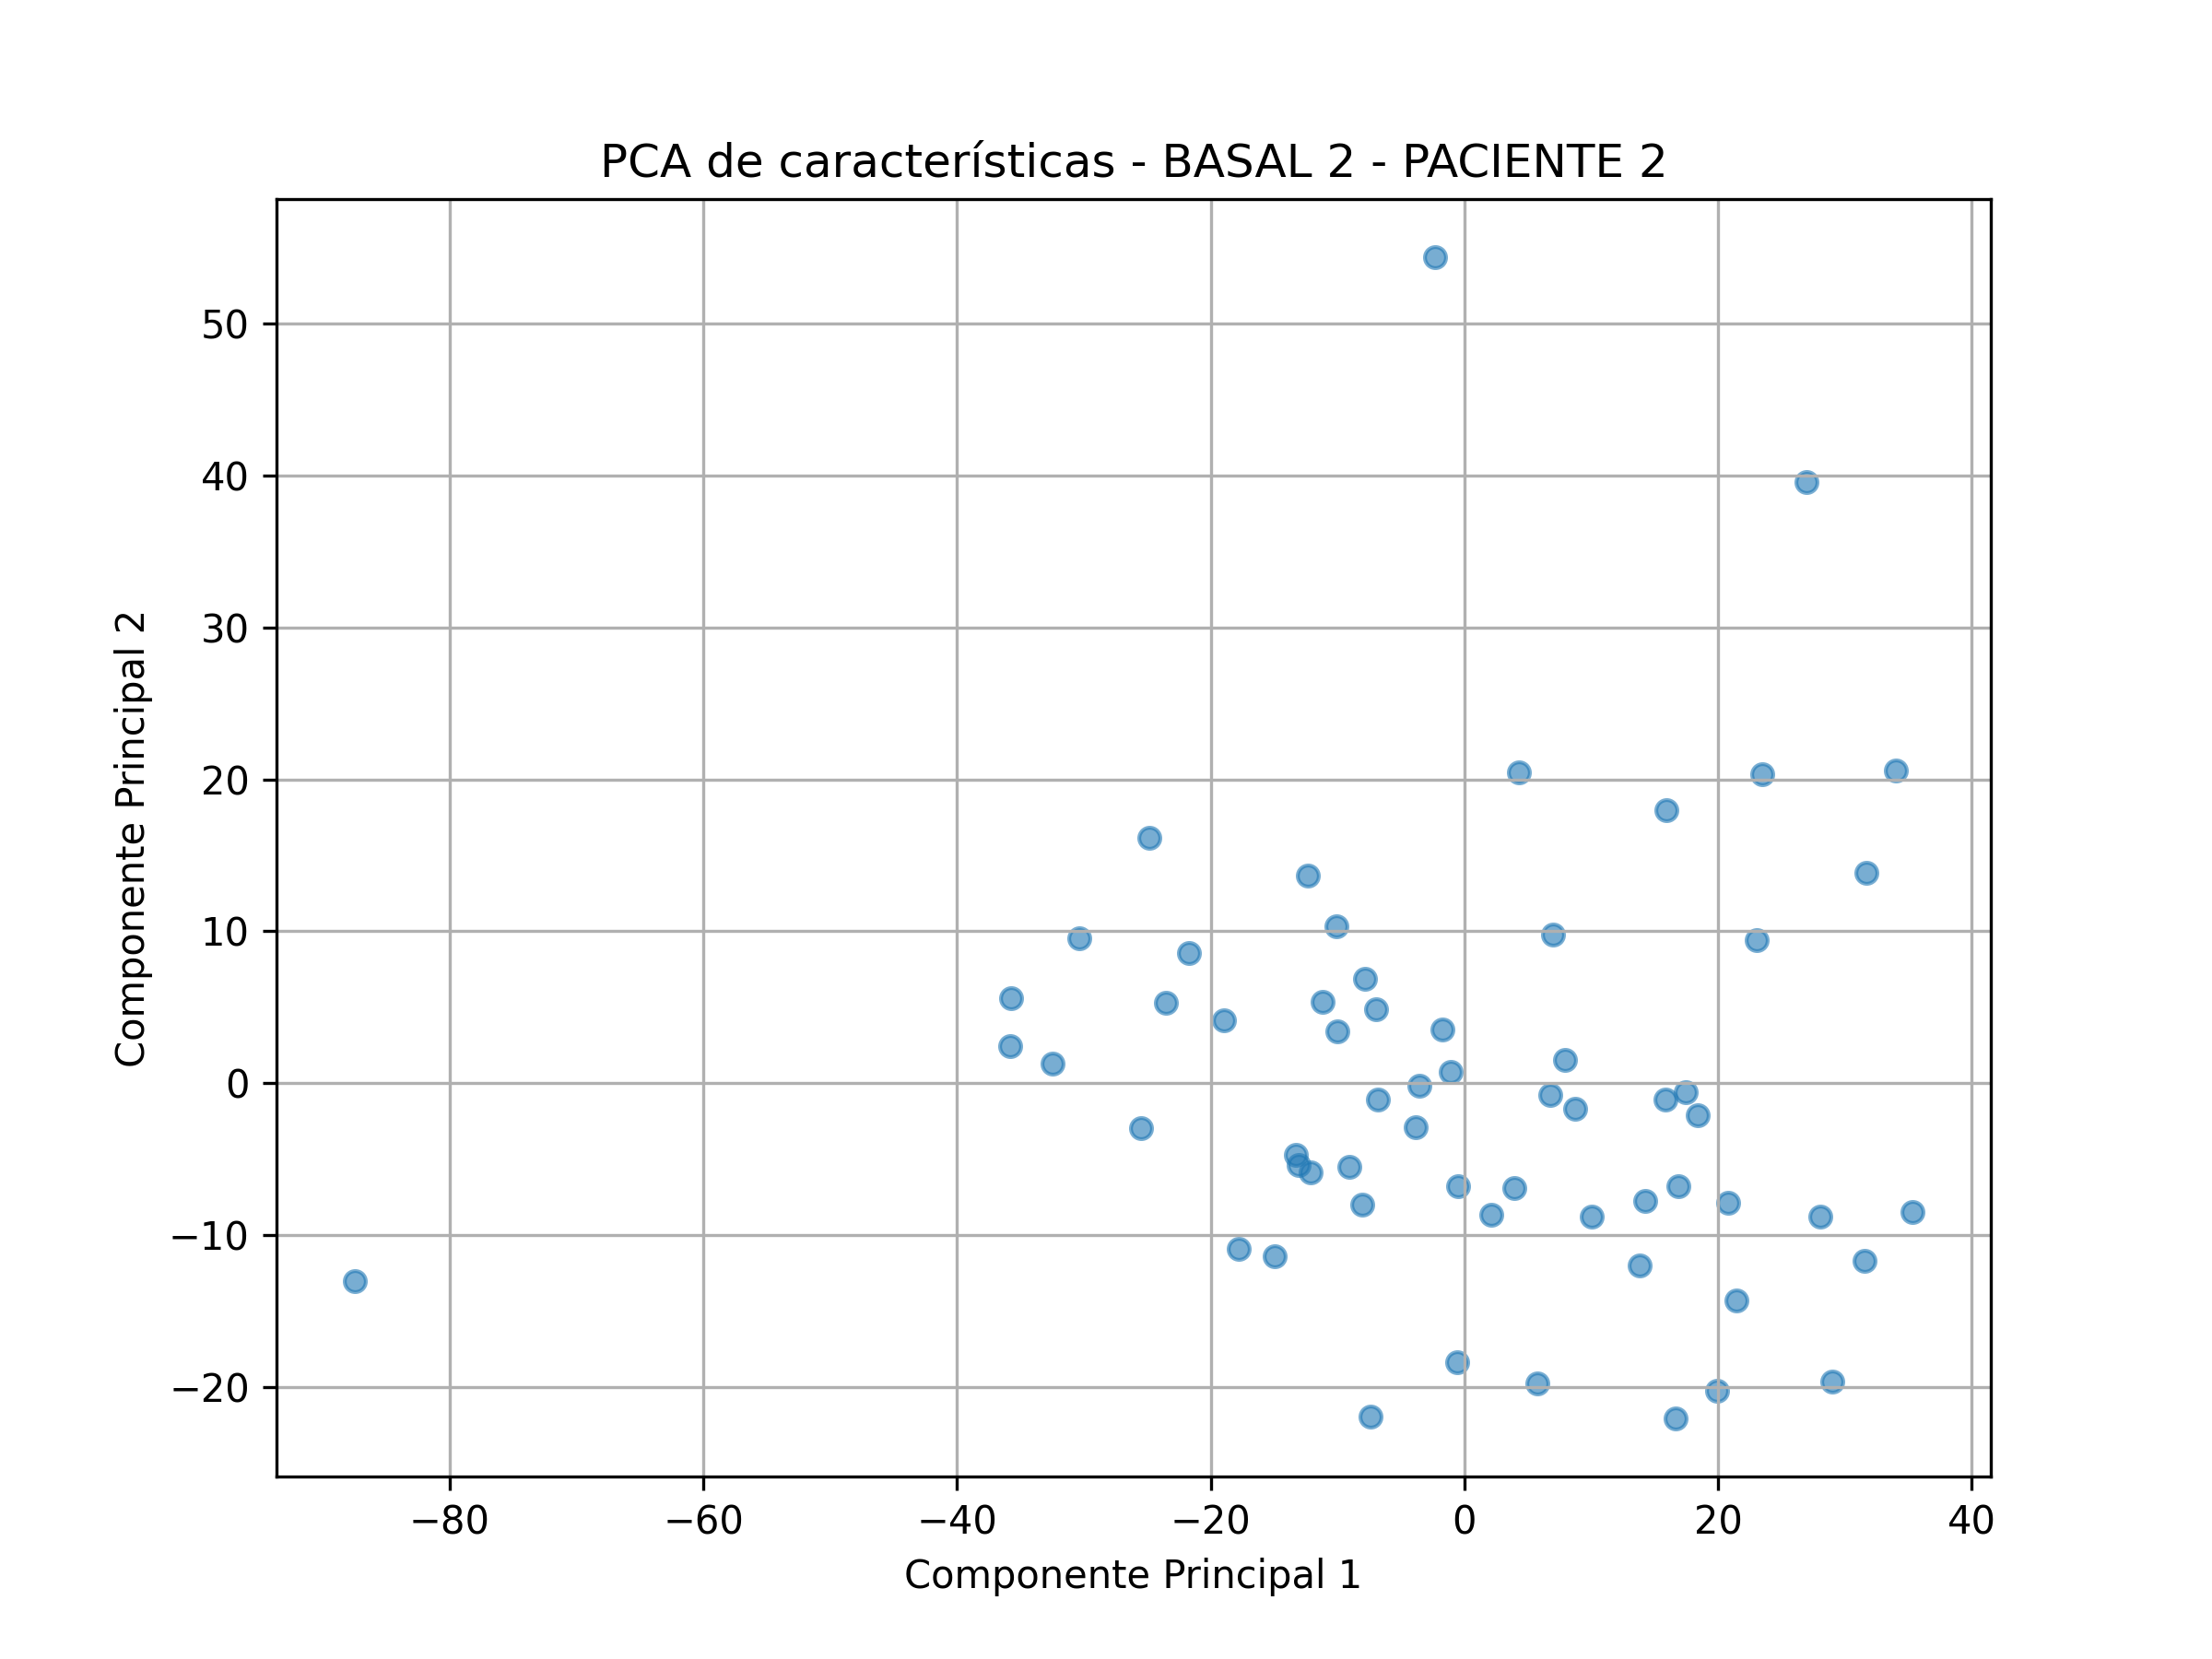 PCA de características - BASAL 2 - PACIENTE 2
50
40
30
20
10
0
−10
−20
Componente Principal 2
−80 −60 −40 −20 0 20 40
Componente Principal 1